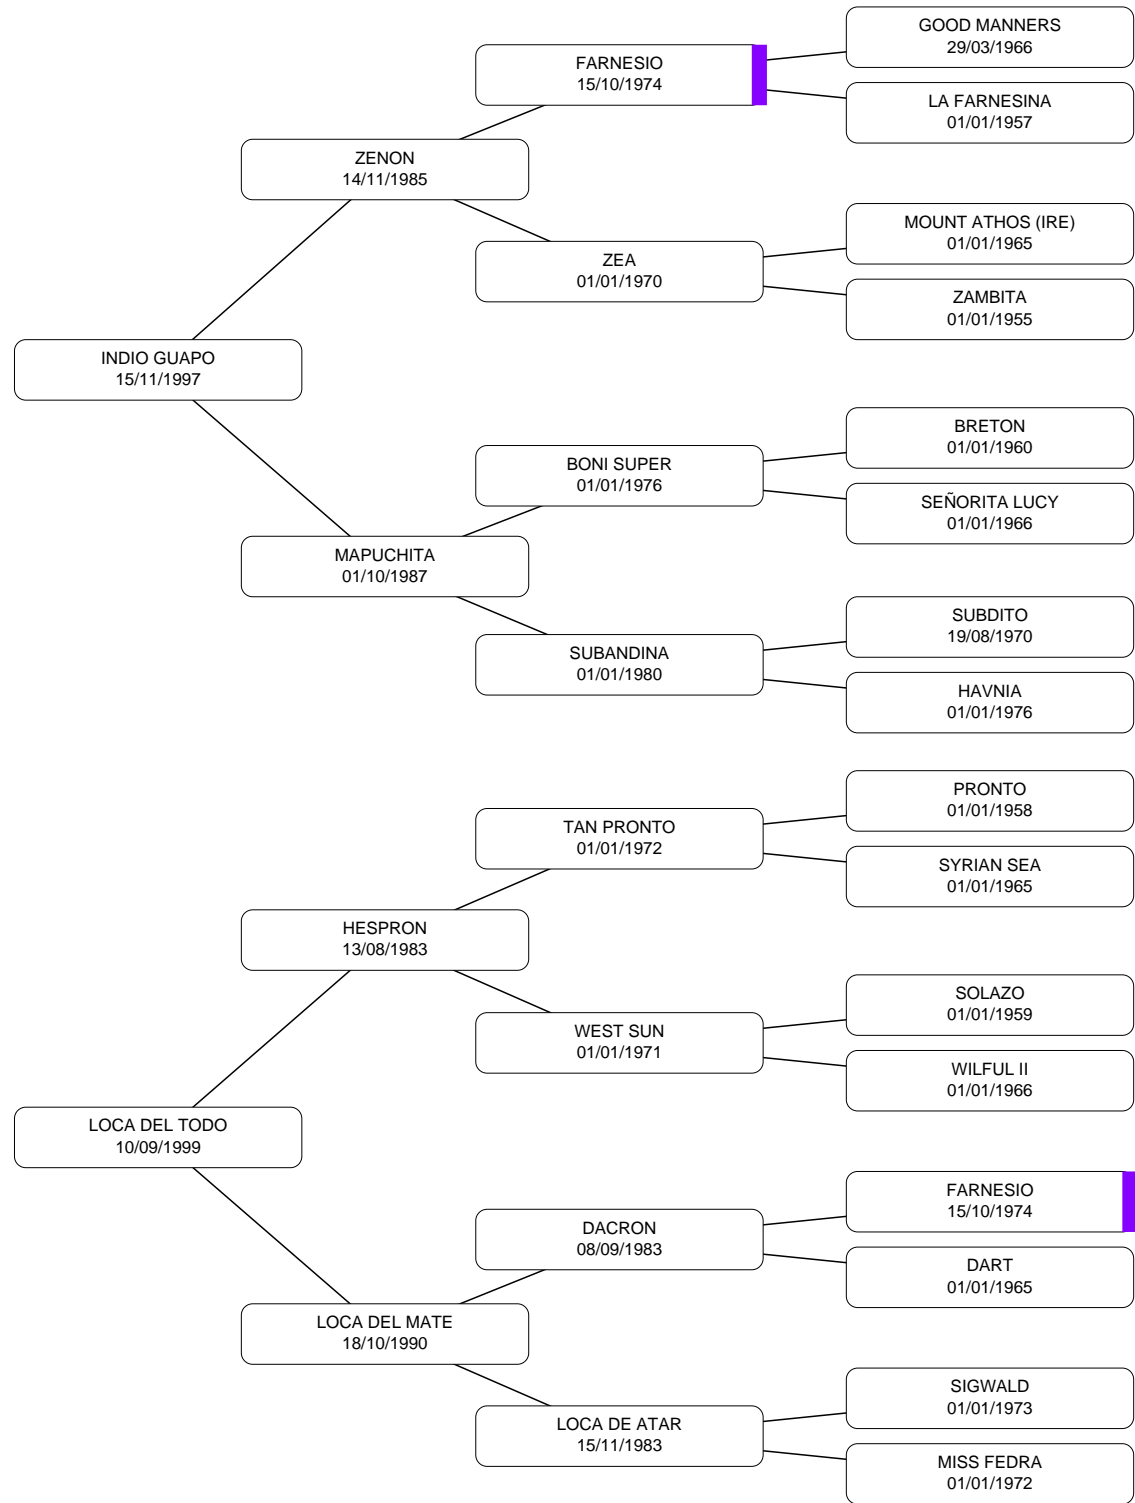 GOOD MANNERS
29/03/1966
FARNESIO
15/10/1974
LA FARNESINA
01/01/1957
ZENON
14/11/1985
MOUNT ATHOS (IRE)
01/01/1965
ZEA
01/01/1970
ZAMBITA
01/01/1955
INDIO GUAPO
15/11/1997
BRETON
01/01/1960
BONI SUPER
01/01/1976
SEÑORITA LUCY
01/01/1966
MAPUCHITA
01/10/1987
SUBDITO
19/08/1970
SUBANDINA
01/01/1980
HAVNIA
01/01/1976
PRONTO
01/01/1958
TAN PRONTO
01/01/1972
SYRIAN SEA
01/01/1965
HESPRON
13/08/1983
SOLAZO
01/01/1959
WEST SUN
01/01/1971
WILFUL II
01/01/1966
LOCA DEL TODO
10/09/1999
FARNESIO
15/10/1974
DACRON
08/09/1983
DART
01/01/1965
LOCA DEL MATE
18/10/1990
SIGWALD
01/01/1973
LOCA DE ATAR
15/11/1983
MISS FEDRA
01/01/1972